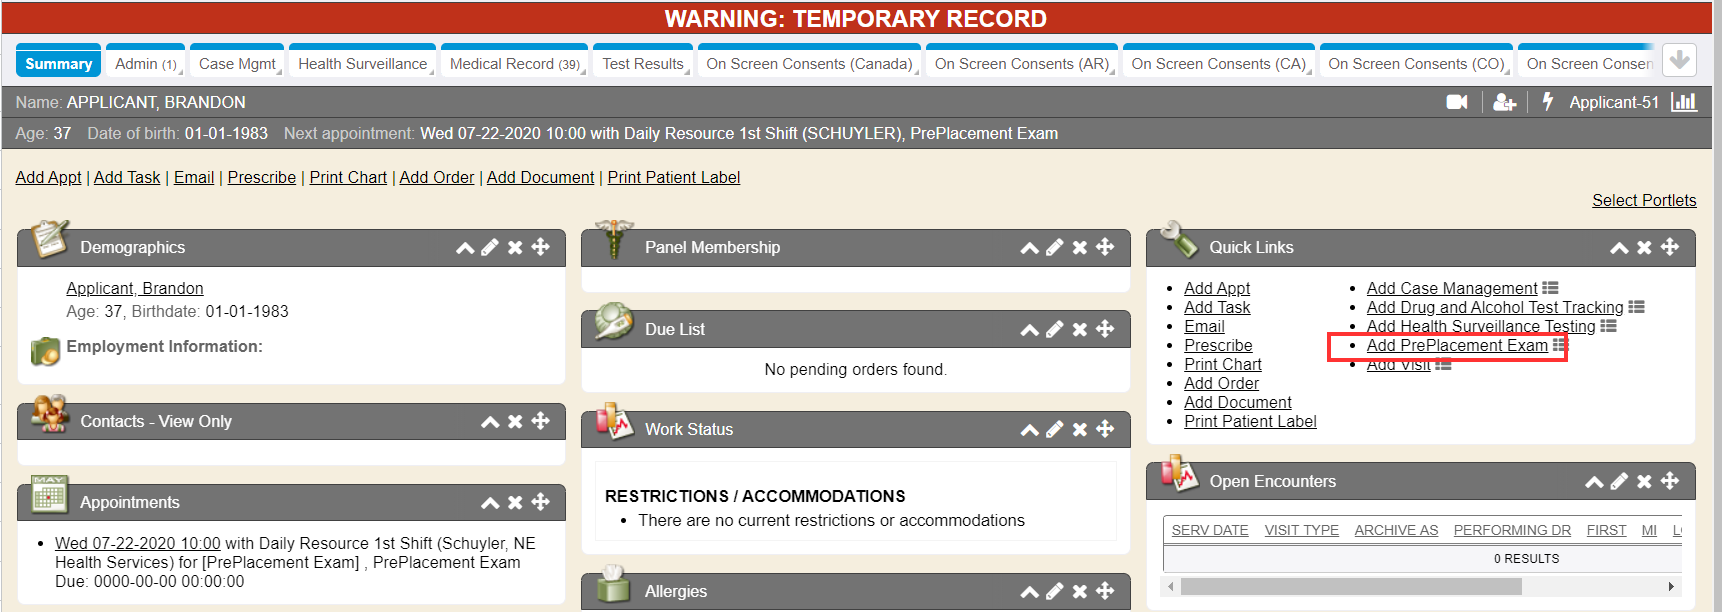 WARNING: TEMPORARY RECORD
Summary
Admin (1)
Case Mgmt
Health Surveillance
Medical Record (39)
Test Results
On Screen Consents (Canada)
On Screen Consents (AR)
On Screen Consents (CA)
On Screen Consents (CO)
On Screen Consen
Name: APPLICANT, BRANDON
Applicant-51
Age: 37 Date of birth: 01-01-1983 Next appointment: Wed 07-22-2020 10:00 with Daily Resource 1st Shift (SCHUYLER), PrePlacement Exam
Add Appt | Add Task | Email | Prescribe | Print Chart | Add Order | Add Document | Print Patient Label
Select Portlets
Demographics
Applicant, Brandon
Age: 37, Birthdate: 01-01-1983
Employment Information:
Contacts - View Only
MAY
Appointments
• Wed 07-22-2020 10:00 with Daily Resource 1st Shift (Schuyler, NE
Health Services) for [PrePlacement Exam] , PrePlacement Exam
Due: 0000-00-00 00:00:00
Panel Membership
Due List
No pending orders found.
Work Status
RESTRICTIONS / ACCOMMODATIONS
• There are no current restrictions or accommodations
Allergies
Quick Links
• Add Appt
• Add Task
• Email
• Prescribe
• Print Chart
• Add Order
• Add Document
• Print Patient Label
• Add Case Management
• Add Drug and Alcohol Test Tracking
• Add Health Surveillance Testing
• Add PrePlacement Exam
• Add Visit
Open Encounters
SERV DATE VISIT TYPE ARCHIVE AS PERFORMING DR FIRST MI
0 RESULTS